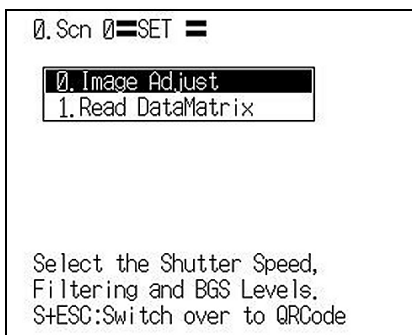 0.Scn 0=SET =
0.Image Adjust
1.Read DataMatrix
Select the Shutter Speed,
Filtering and BGS Levels.
S+ESC:Switch over to QRCode